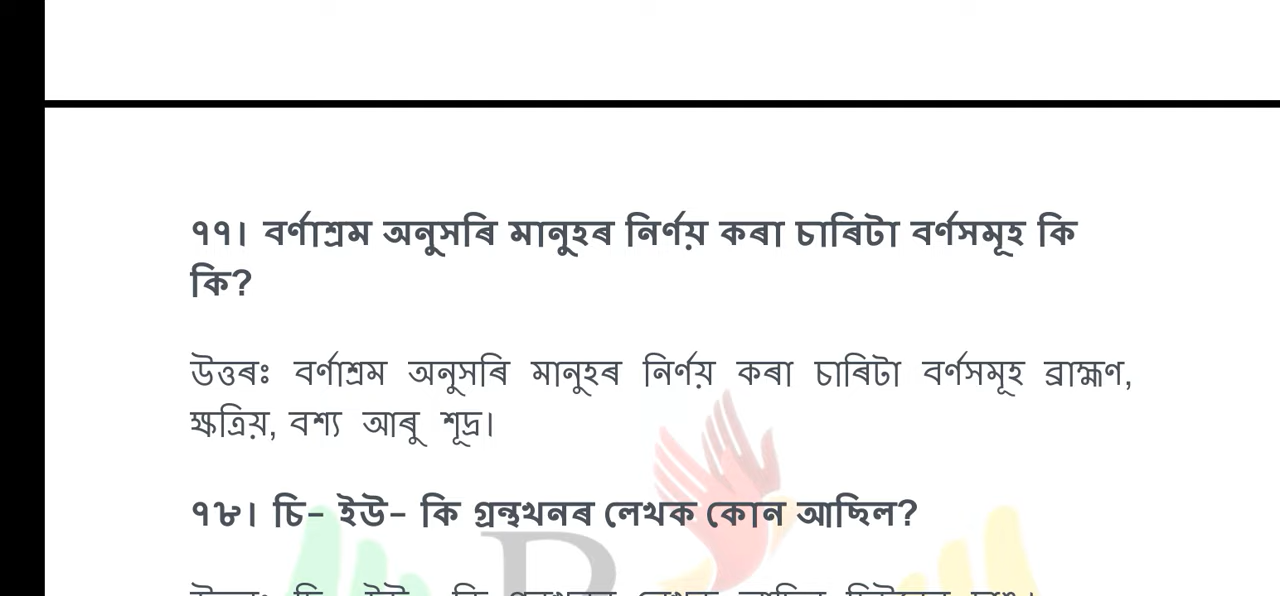 ৭৭। বৰ্ণাশ্ৰম অনুসৰি মানুহৰ নিৰ্ণয় কৰা চাৰিটা বৰ্ণসমূহ কি
কি?
উত্তৰঃ বৰ্ণাশ্ৰম অনুসৰি মানুহৰ নিৰ্ণয় কৰা চাৰিটা বৰ্ণসমূহ ব্ৰাহ্মণ,
ক্ষত্ৰিয়, বশ্য আৰু শূদ্ৰ।
৭৮। চি– ইউ– কি গ্ৰন্থখনৰ লেখক কোন আছিল?